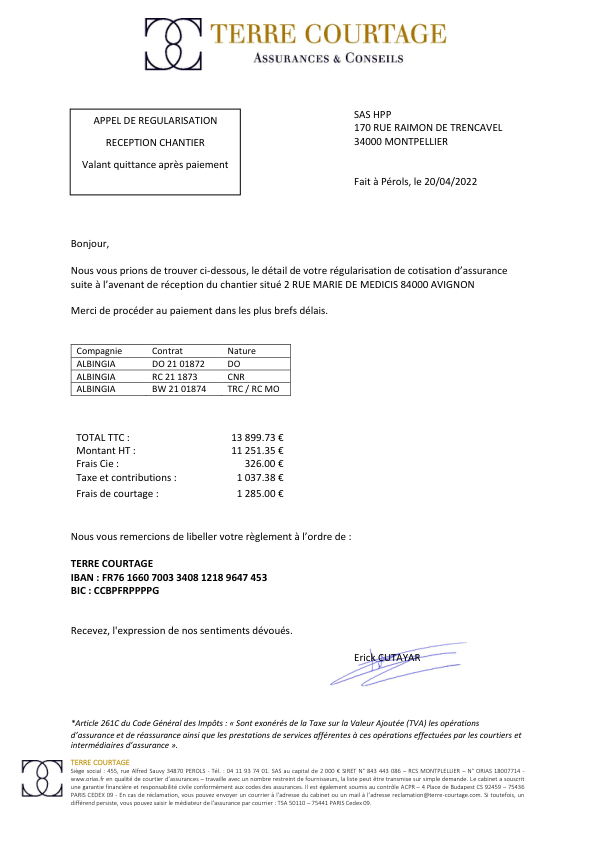 TERRE COURTAGE
ASSURANCES & CONSEILS
APPEL DE REGULARISATION
RECEPTION CHANTIER
Valant quittance après paiement
SAS HPP
170 RUE RAIMON DE TRENCAVEL
34000 MONTPELLIER
Fait à Pérols, le 20/04/2022
Bonjour,
Nous vous prions de trouver ci-dessous, le détail de votre régularisation de cotisation d'assurance
suite à l'avenant de réception du chantier situé 2 RUE MARIE DE MEDICIS 84000 AVIGNON
Merci de procéder au paiement dans les plus brefs délais.
Compagnie Contrat Nature
ALBINGIA DO 21 01872 DO
ALBINGIA RC 21 1873 CNR
ALBINGIA BW 21 01874 TRC / RC MO
TOTAL TTC : 13 899.73 €
Montant HT : 11 251.35 €
Frais Cie : 326.00 €
Taxe et contributions : 1 037.38 €
Frais de courtage : 1 285.00 €
Nous vous remercions de libeller votre règlement à l'ordre de :
TERRE COURTAGE
IBAN : FR76 1660 7003 3408 1218 9647 453
BIC : CCBPFRPPPPG
Recevez, l'expression de nos sentiments dévoués.
Erick CUTAYAR
*Article 261C du Code Général des Impôts : « Sont exonérés de la Taxe sur la Valeur Ajoutée (TVA) les opérations
d'assurance et de réassurance ainsi que les prestations de services afférentes à ces opérations effectuées par les courtiers et
intermédiaires d'assurance ».
TERRE COURTAGE
Siège social : 455, rue Alfred Sauvy 34870 PEROLS - Tél. : 04 11 93 74 01. SAS au capital de 2 000 € SIRET N° 843 443 086 – RCS MONTPLELLIER – N° ORIAS 18007714 -
www.orias.fr en qualité de courtier d'assurances – travaille avec un nombre restreint de fournisseurs, la liste peut être transmise sur simple demande. Le cabinet a souscrit
une garantie financière et responsabilité civile conformément aux codes des assurances. Il est également soumis au contrôle ACPR – 4 Place de Budapest CS 92459 – 75436
PARIS CEDEX 09 - En cas de réclamation, vous pouvez envoyer un courrier à l'adresse du cabinet ou un mail à l'adresse reclamation@terre-courtage.com. Si toutefois, un
différend persiste, vous pouvez saisir le médiateur de l'assurance par courrier : TSA 50110 – 75441 PARIS Cedex 09.